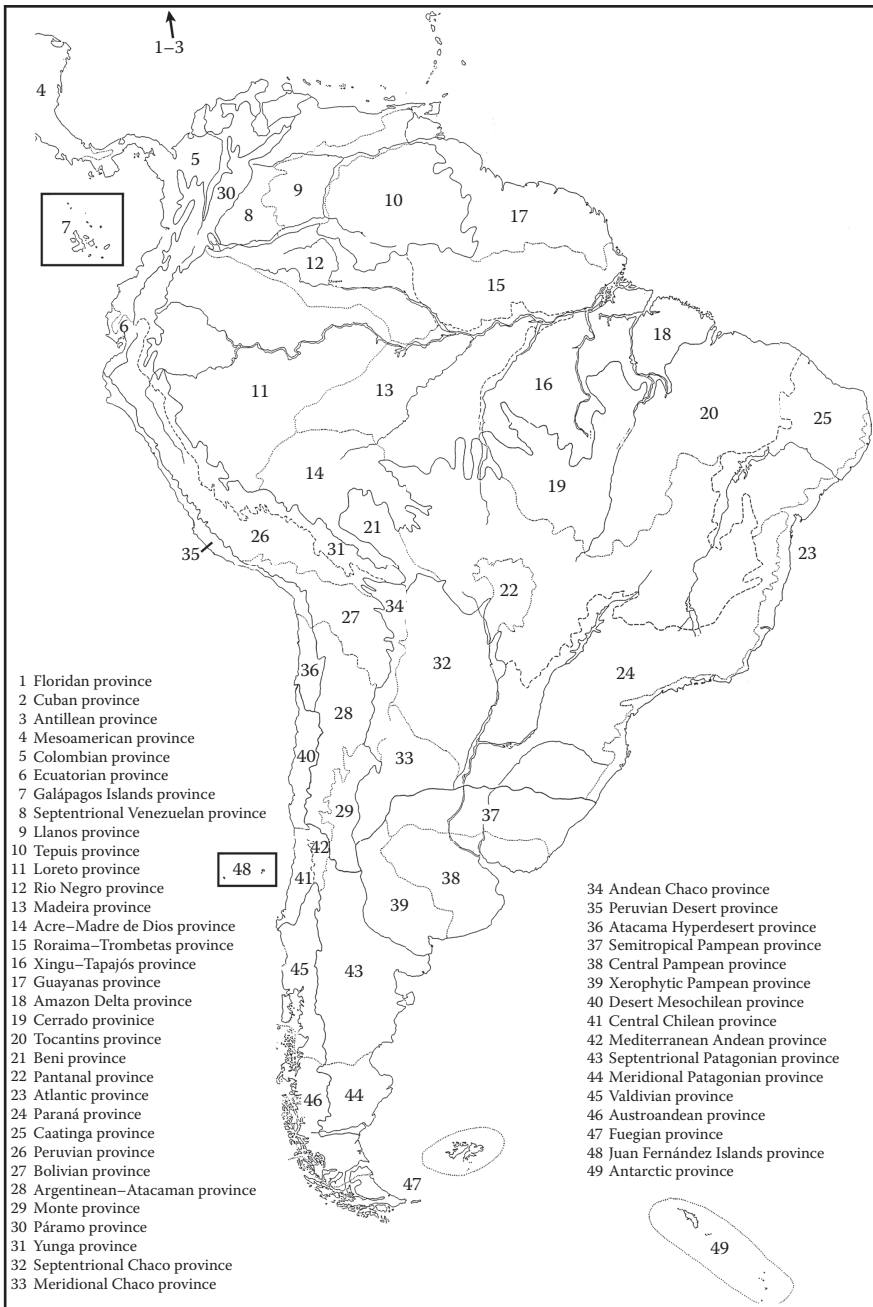 1–3
4
5
30
9
8
10
7
17
12
15
6
18
11
13
16
20
25
14
19
21
26
31
35
23
22
34
27
32
36
24
28
40
33
29
37
42
48
41
38
39
45
43
46
44
47
49
1 Floridan province
2 Cuban province
3 Antillean province
4 Mesoamerican province
5 Colombian province
6 Ecuatorian province
7 Galápagos Islands province
8 Septentrional Venezuelan province
9 Llanos province
10 Tepuis province
11 Loreto province
12 Rio Negro province
13 Madeira province
14 Acre–Madre de Dios province
15 Roraima–Trombetas province
16 Xingu–Tapajós province
17 Guayanas province
18 Amazon Delta province
19 Cerrado provinice
20 Tocantins province
21 Beni province
22 Pantanal province
23 Atlantic province
24 Paraná province
25 Caatinga province
26 Peruvian province
27 Bolivian province
28 Argentinean–Atacaman province
29 Monte province
30 Páramo province
31 Yunga province
32 Septentrional Chaco province
33 Meridional Chaco province
34 Andean Chaco province
35 Peruvian Desert province
36 Atacama Hyperdesert province
37 Semitropical Pampean province
38 Central Pampean province
39 Xerophytic Pampean province
40 Desert Mesochilean province
41 Central Chilean province
42 Mediterranean Andean province
43 Septentrional Patagonian province
44 Meridional Patagonian province
45 Valdivian province
46 Austroandean province
47 Fuegian province
48 Juan Fernández Islands province
49 Antarctic province